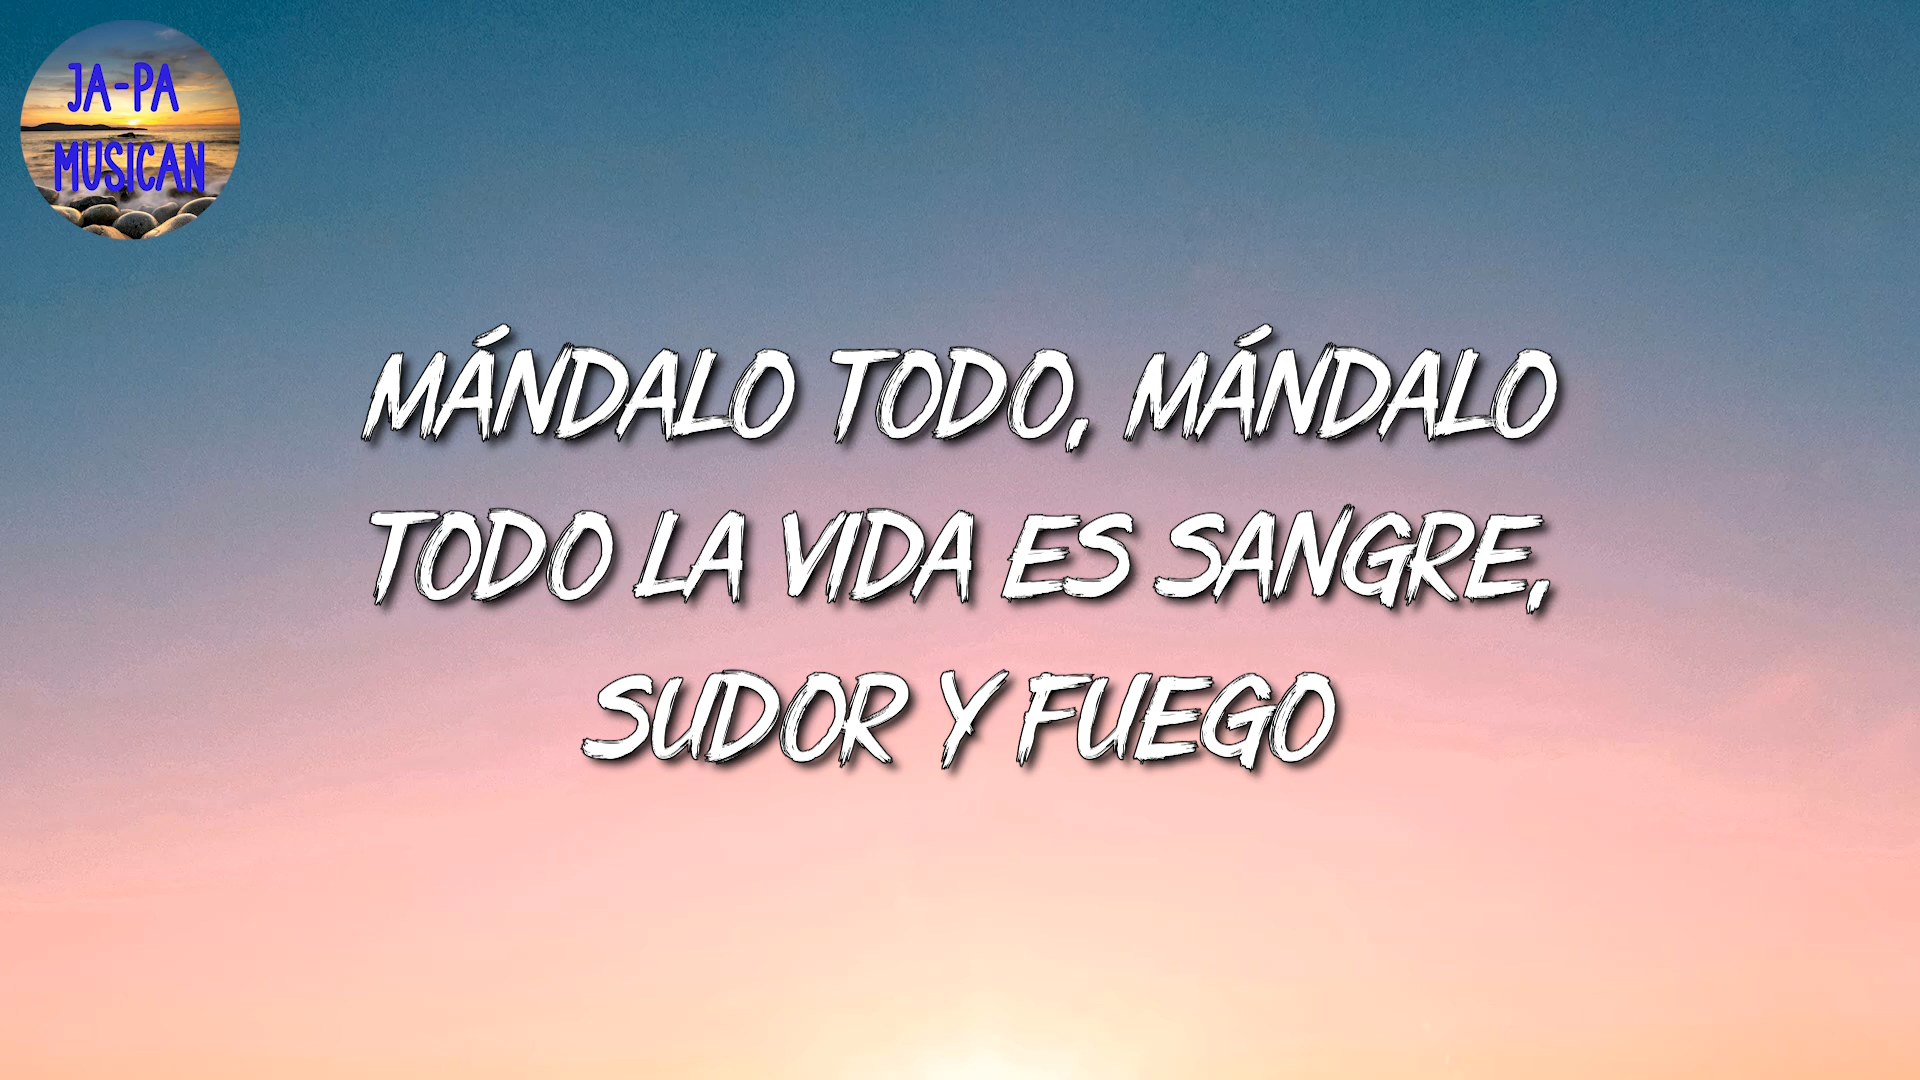 JA-PA
MUSICAN
MÁNDALO TODO, MÁNDALO
TODO LA VIDA ES SANGRE,
SUDOR Y FUEGO